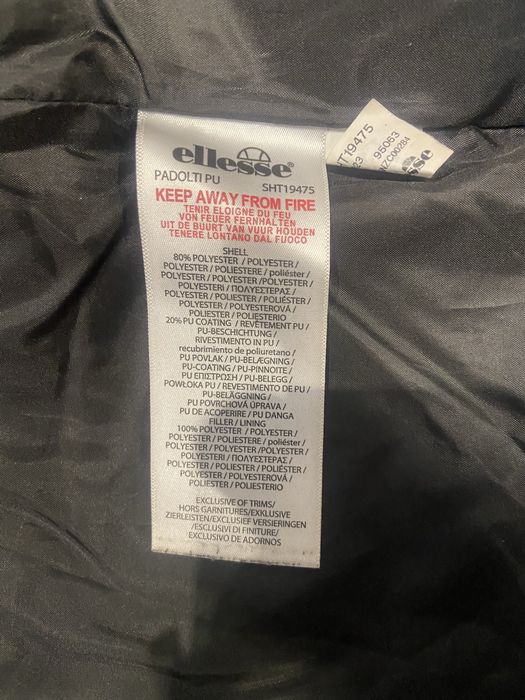 ellesse
PADOLTI PU
SHT19475
KEEP AWAY FROM FIRE
TENIR ELOIGNE DU FEU
VON FEUER FERNHALTEN
UIT DE BUURT VAN VUUR HOUDEN
TENERE LONTANO DAL FUOCO
SHELL
80% POLYESTER / POLYESTER /
POLYESTER / POLIESTERE / poliéster /
POLYESTER / POLYESTER /POLYESTER /
POLYESTERI / ΠΟΛΥΕΣΤΕΡΑΣ /
POLYESTER / POLIESTER / POLIÉSTER /
POLYESTER / POLYESTEROVÁ /
POLIESTER / POLIESTERIO
20% PU COATING / REVÊTEMENT PU /
PU-BESCHICHTUNG /
RIVESTIMENTO IN PU /
recubrimiento de poliuretano /
PU POVLAK / PU-BELÆGNING /
PU-COATING / PU-PINNOITE /
PU ΕΠΙΣΤΡΩΣΗ / PU-BELEGG /
POWŁOKA PU / REVESTIMENTO DE PU /
PU-BELÄGGNING /
PU POVRCHOVÁ ÚPRAVA /
PU DE ACOPERIRE / PU DANGA
FILLER / LINING
100% POLYESTER / POLYESTER /
POLYESTER / POLIESTERE / poliéster /
POLYESTER / POLYESTER /POLYESTER /
POLYESTERI / ΠΟΛΥΕΣΤΕΡΑΣ /
POLYESTER / POLIESTER / POLIÉSTER /
POLYESTER / POLYESTEROVÁ /
POLIESTER / POLIESTERIO
EXCLUSIVE OF TRIMS/
HORS GARNITURES/EXKLUSIVE
ZIERLEISTEN/EXCLUSIEF VERSIERINGEN
/ESCLUSIVI DI FINITURE/
EXCLUSIVO DE ADORNOS
HT19475
23 95063
NZC00284
sse